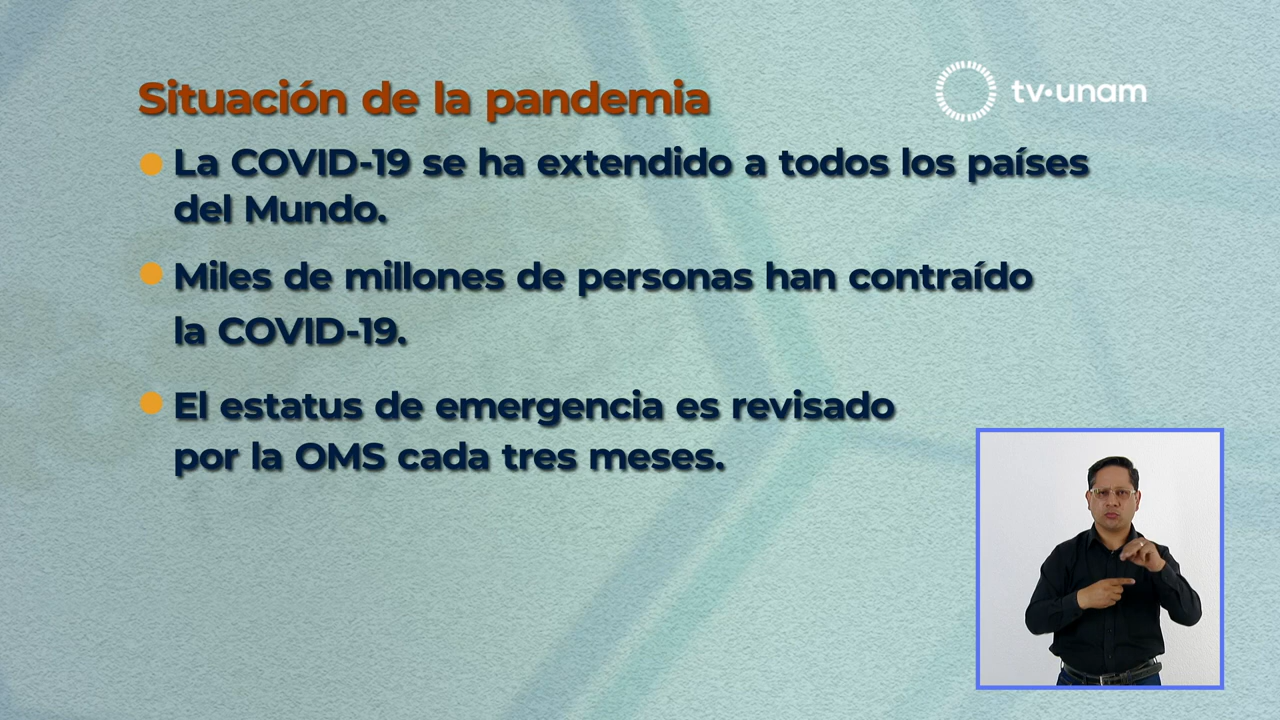 Situación de la pandemia
tv·unam
La COVID-19 se ha extendido a todos los países
del Mundo.
Miles de millones de personas han contraído
la COVID-19.
El estatus de emergencia es revisado
por la OMS cada tres meses.